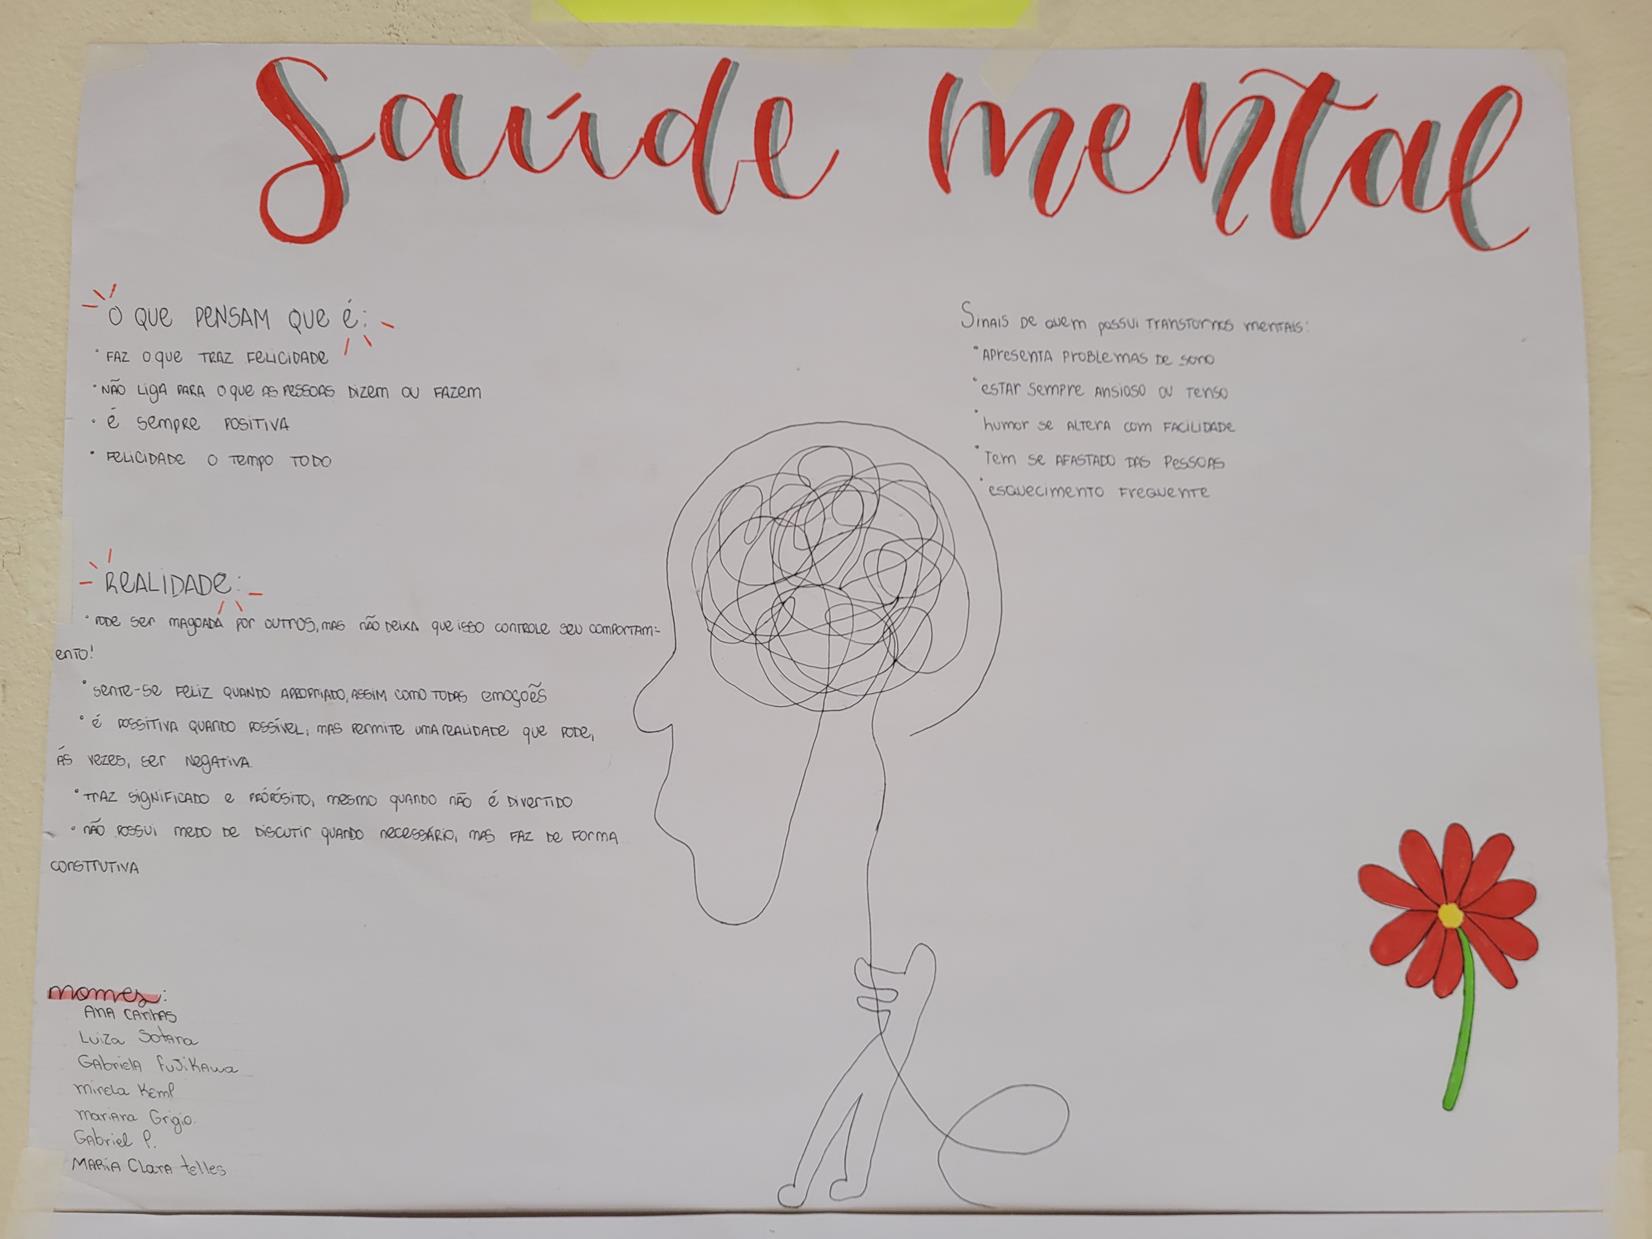 Saúde mental
O QUE PENSAM QUE É:
• FAZ O QUE TRAZ FELICIDADE
• NÃO LIGA PARA O QUE AS PESSOAS DIZEM OU FAZEM
• É SEMPRE POSITIVA
• FELICIDADE O TEMPO TODO
REALIDADE:
• PODE SER MAGOADA POR OUTROS, MAS NÃO DEIXA QUE ISSO CONTROLE SEU COMPORTAM-
ENTO!
• SENTE-SE FELIZ QUANDO APROPRIADO, ASSIM COMO TODAS EMOÇÕES
• É POSSITIVA QUANDO POSSÍVEL, MAS PERMITE UMA REALIDADE QUE PODE,
ÁS VEZES, SER NEGATIVA.
• TRAZ SIGNIFICADO E PRÓPÓSITO, MESMO QUANDO NÃO É DIVERTIDO
• NÃO POSSUI MEDO DE DISCUTIR QUANDO NECESSÁRIO, MAS FAZ DE FORMA
CONSTTUTIVA
SINAIS DE QUEM POSSUI TRANSTORNOS MENTAIS:
• APRESENTA PROBLEMAS DE SONO
• ESTAR SEMPRE ANSIOSO OU TENSO
• HUMOR SE ALTERA COM FACILIDADE
• TEM SE AFASTADO DAS PESSOAS
• ESQUECIMENTO FREQUENTE
nomes:
ANA
Luiza Sotana
Gabriela Fujikawa
Mirela Kemp
Mariana Grigio
Gabriel P.
MARIA CLARA telles